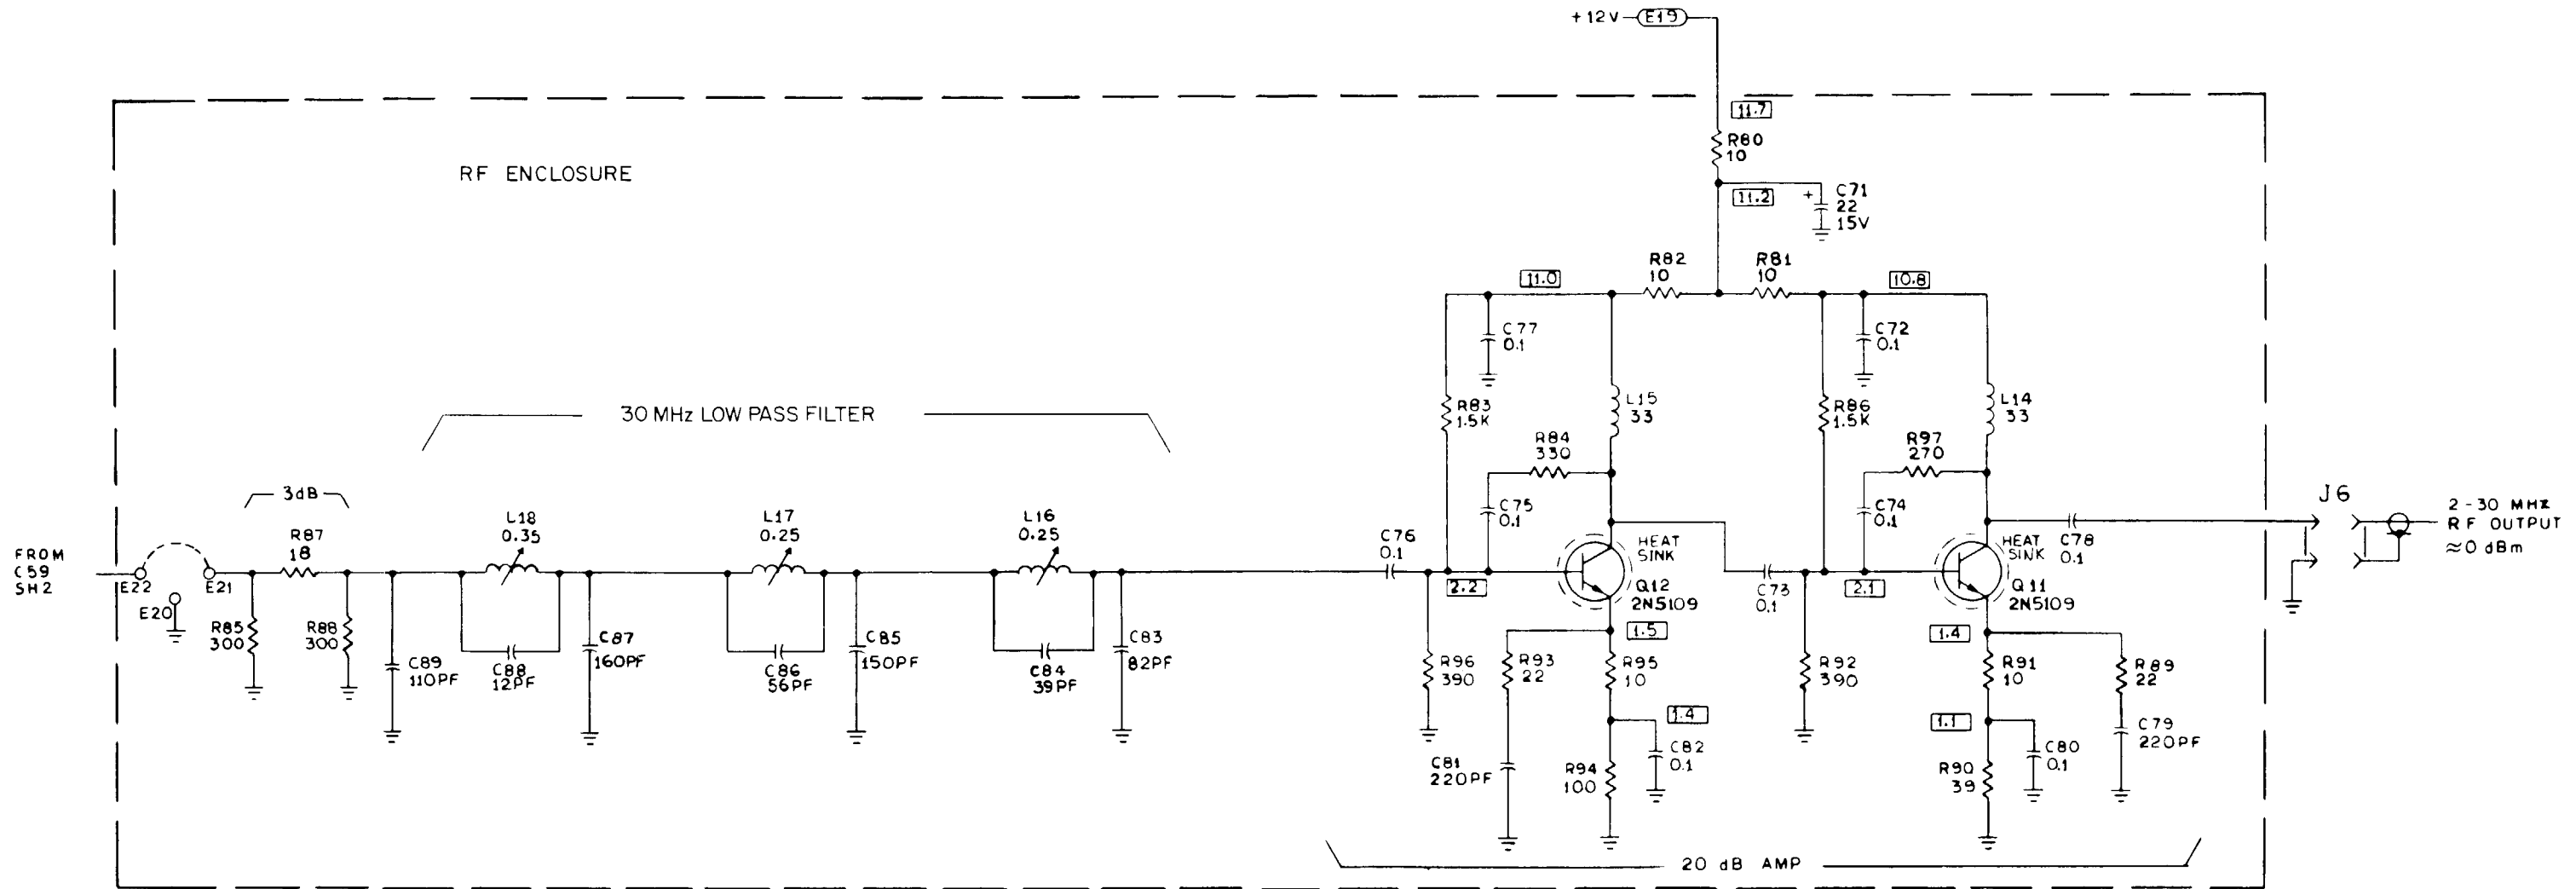 +12V
E19
11.7
R80
10
11.2
+
C71
22
15V
RF ENCLOSURE
R82
10
R81
10
11.0
10.8
C77
0.1
C72
0.1
R83
1.5K
L15
33
R86
1.5K
L14
33
30 MHz LOW PASS FILTER
R84
330
R97
270
C75
0.1
C74
0.1
3dB
R87
18
L18
0.35
L17
0.25
L16
0.25
FROM
C59
SH2
E22
E21
E20
R85
300
R88
300
C89
110PF
C88
12PF
C87
160PF
C86
56PF
C85
150PF
C84
39PF
C83
82PF
C76
0.1
2.2
HEAT
SINK
Q12
2N5109
C73
0.1
2.1
HEAT
SINK
Q11
2N5109
C78
0.1
J6
2-30 MHz
RF OUTPUT
≈0 dBm
1.5
1.4
R96
390
R93
22
R95
10
R92
390
R91
10
R89
22
1.4
1.1
C81
220PF
R94
100
C82
0.1
R90
39
C80
0.1
C79
220PF
20 dB AMP